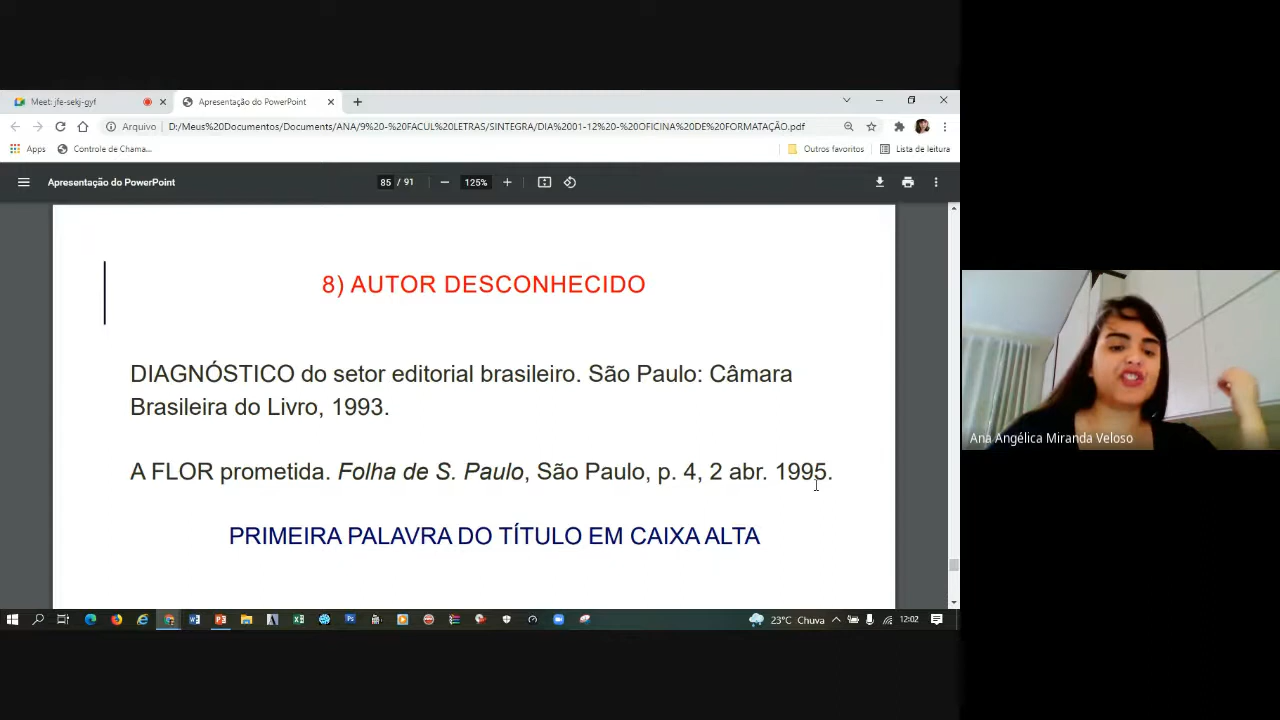 Meet: jfe-sekj-gyf
Apresentação do PowerPoint
Arquivo D:/Meus%20Documentos/Documents/ANA/9%20-%20FACUL%20LETRAS/SINTEGRA/DIA%2001-12%20-%20OFICINA%20DE%20FORMATAÇÃO.pdf
Apps Controle de Chama... Outros favoritos Lista de leitura
Apresentação do PowerPoint 85 / 91 125%
8) AUTOR DESCONHECIDO
DIAGNÓSTICO do setor editorial brasileiro. São Paulo: Câmara
Brasileira do Livro, 1993.
A FLOR prometida. Folha de S. Paulo, São Paulo, p. 4, 2 abr. 1995.
PRIMEIRA PALAVRA DO TÍTULO EM CAIXA ALTA
Ana Angélica Miranda Veloso
23°C Chuva 12:02